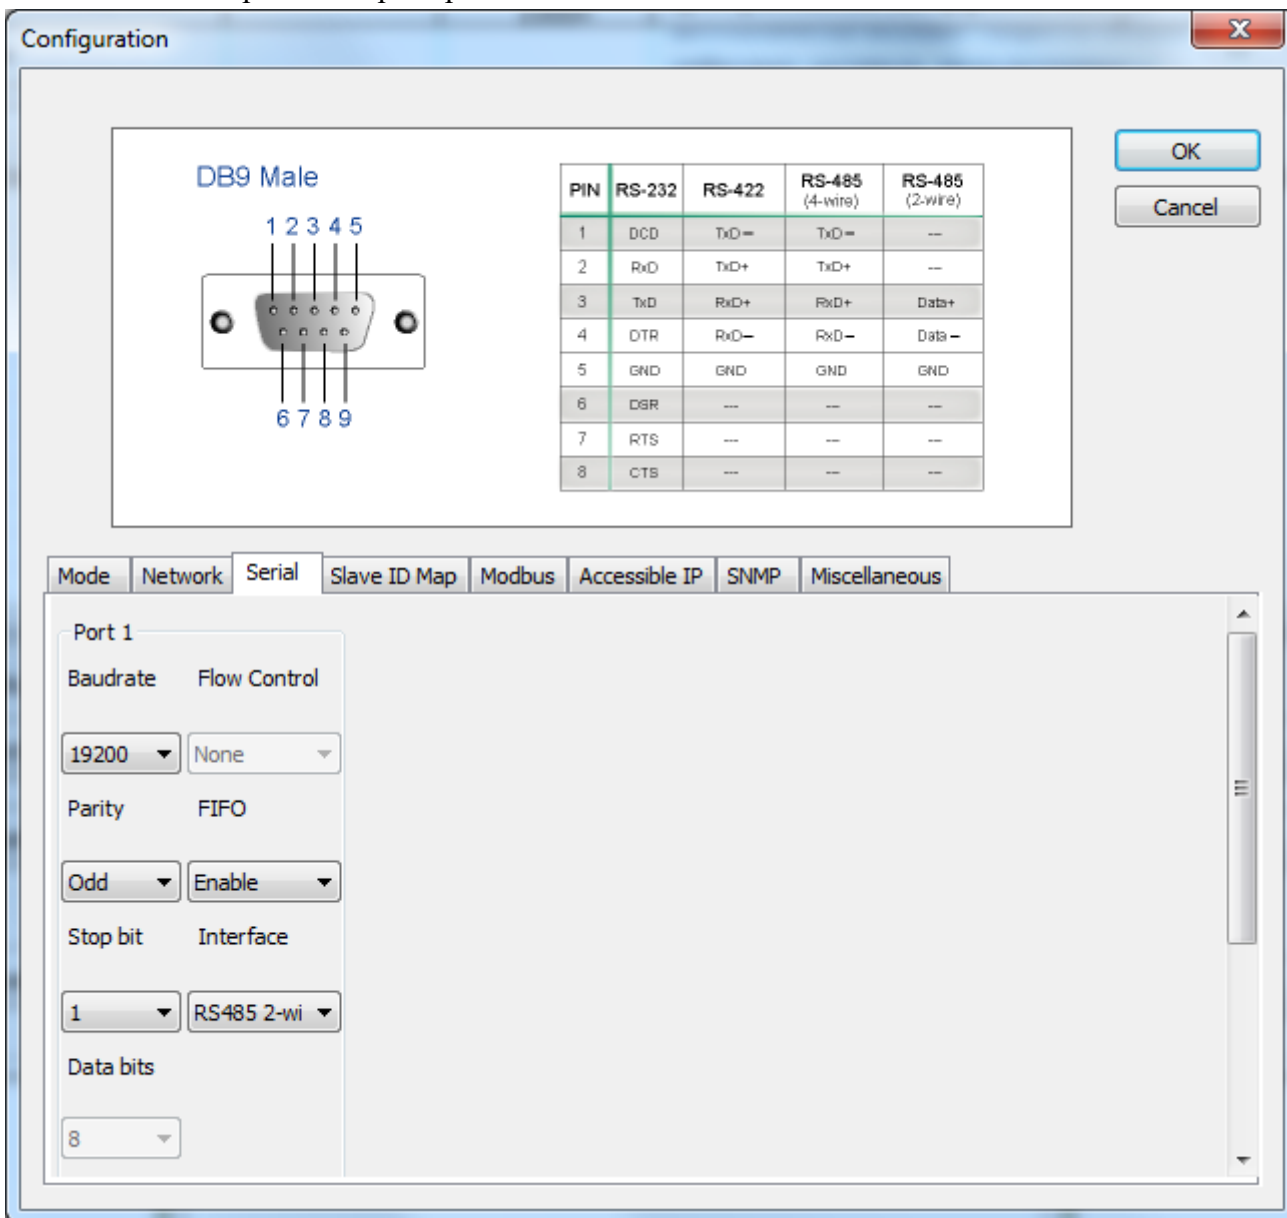 Configuration
X
OK
Cancel
DB9 Male
1 2 3 4 5
6 7 8 9
PIN RS-232 RS-422 RS-485 (4-wire) RS-485 (2-wire)
1 DCD TxD− TxD− ---
2 RxD TxD+ TxD+ ---
3 TxD RxD+ RxD+ Data+
4 DTR RxD− RxD− Data−
5 GND GND GND GND
6 DSR --- --- ---
7 RTS --- --- ---
8 CTS --- --- ---
Mode Network Serial Slave ID Map Modbus Accessible IP SNMP Miscellaneous
Port 1
Baudrate Flow Control
19200 None
Parity FIFO
Odd Enable
Stop bit Interface
1 RS485 2-wi
Data bits
8